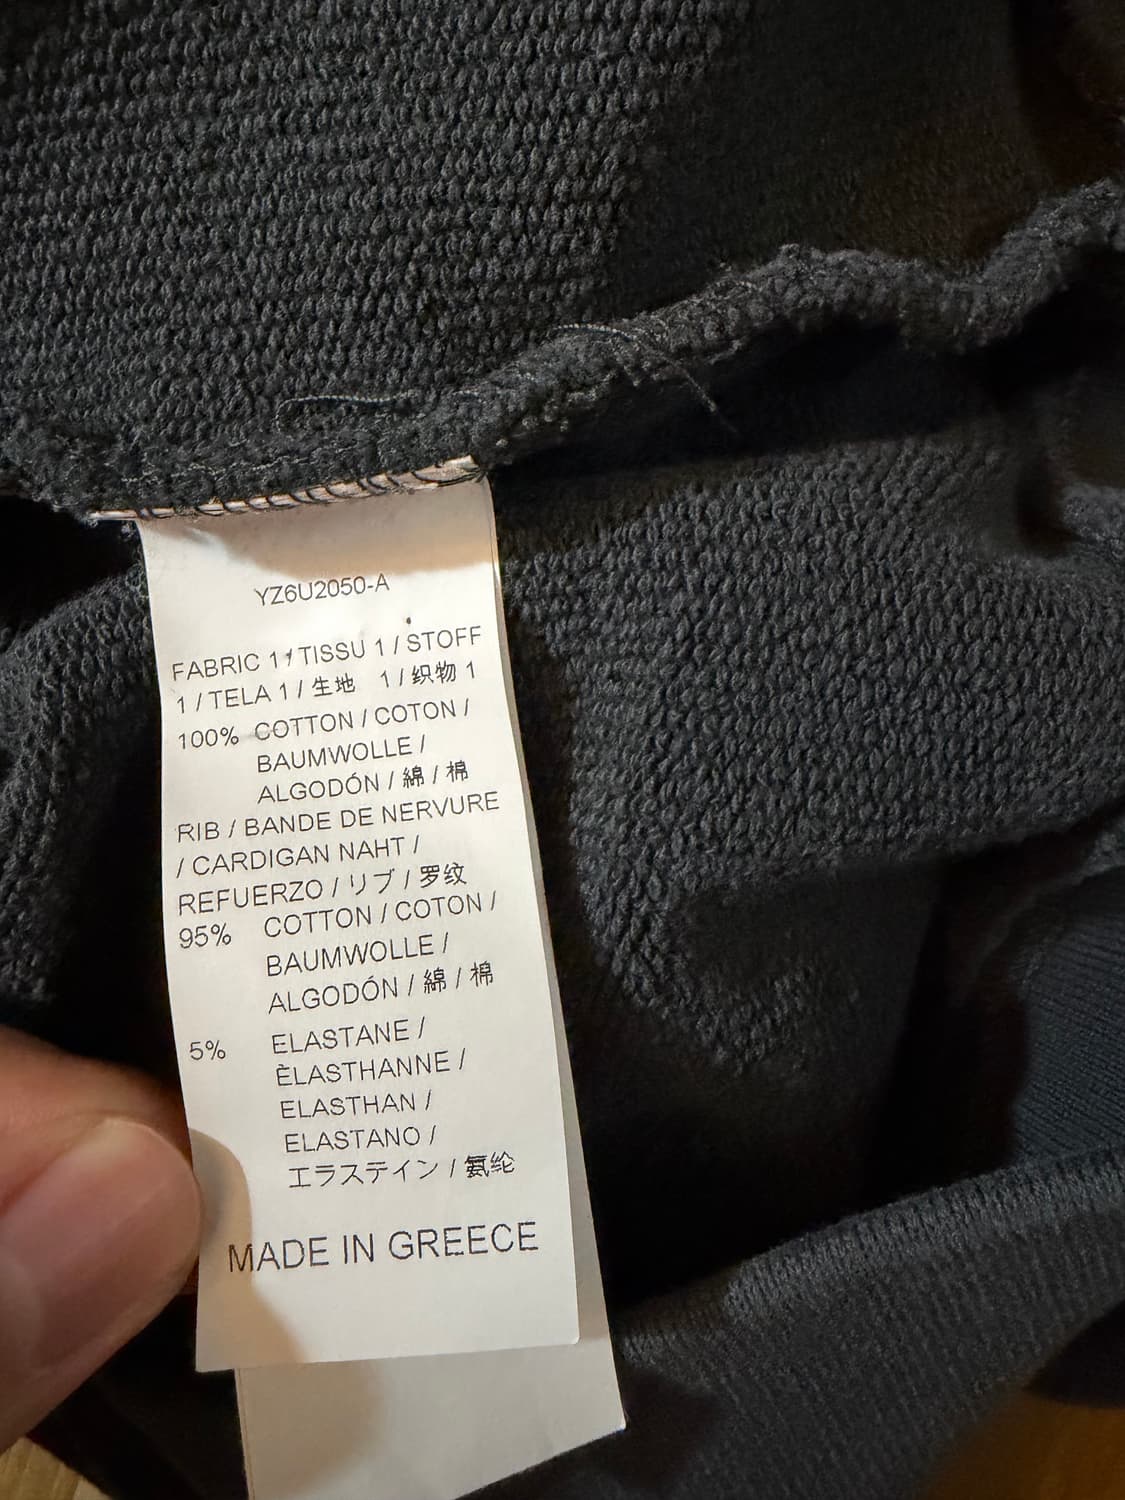 YZ6U2050-A
FABRIC 1 / TISSU 1 / STOFF
1 / TELA 1 / 生地 1 / 织物 1
100% COTTON / COTON /
BAUMWOLLE /
ALGODÓN / 綿 / 棉
RIB / BANDE DE NERVURE
/ CARDIGAN NAHT /
REFUERZO / リブ / 罗纹
95% COTTON / COTON /
BAUMWOLLE /
ALGODÓN / 綿 / 棉
5% ELASTANE /
ÈLASTHANNE /
ELASTHAN /
ELASTANO /
エラステイン / 氨纶
MADE IN GREECE